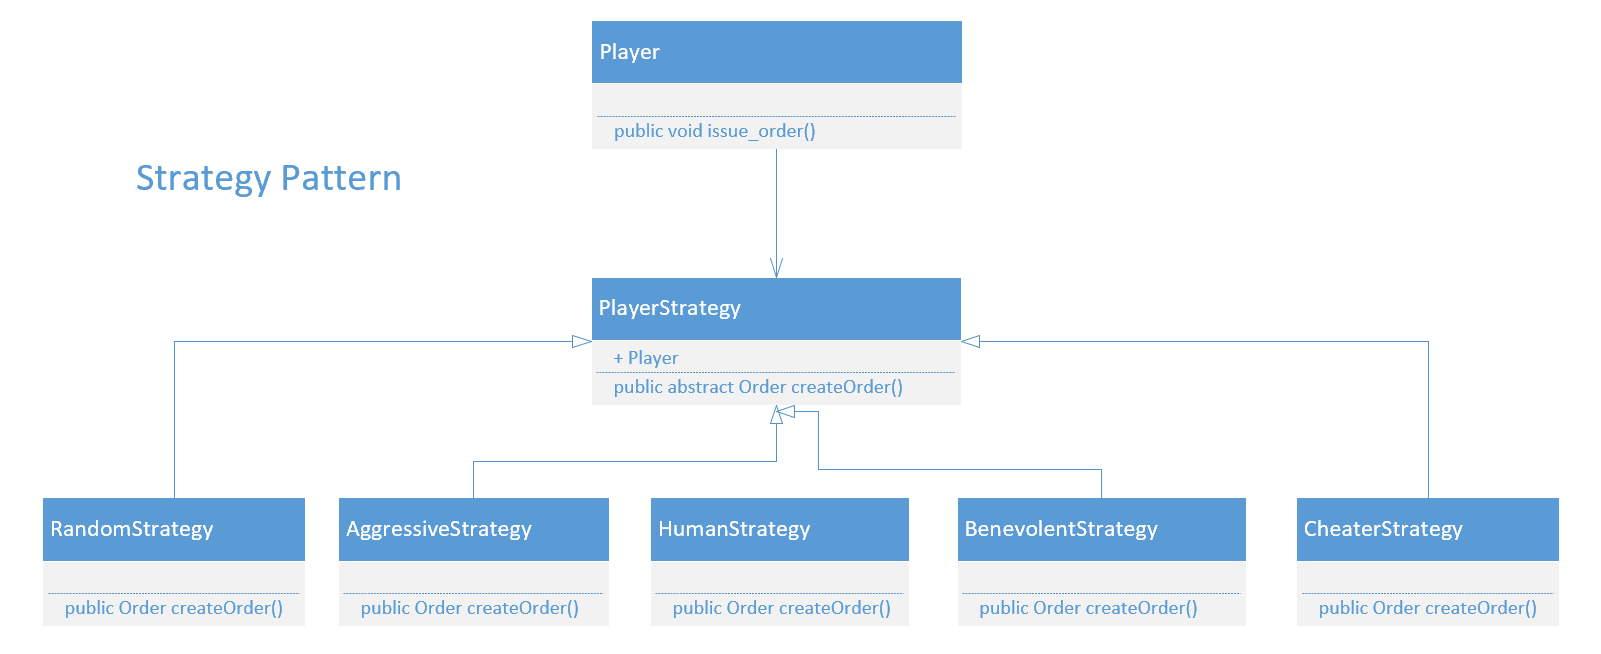 Player
public void issue_order()
Strategy Pattern
PlayerStrategy
+ Player
public abstract Order createOrder()
RandomStrategy
public Order createOrder()
AggressiveStrategy
public Order createOrder()
HumanStrategy
public Order createOrder()
BenevolentStrategy
public Order createOrder()
CheaterStrategy
public Order createOrder()